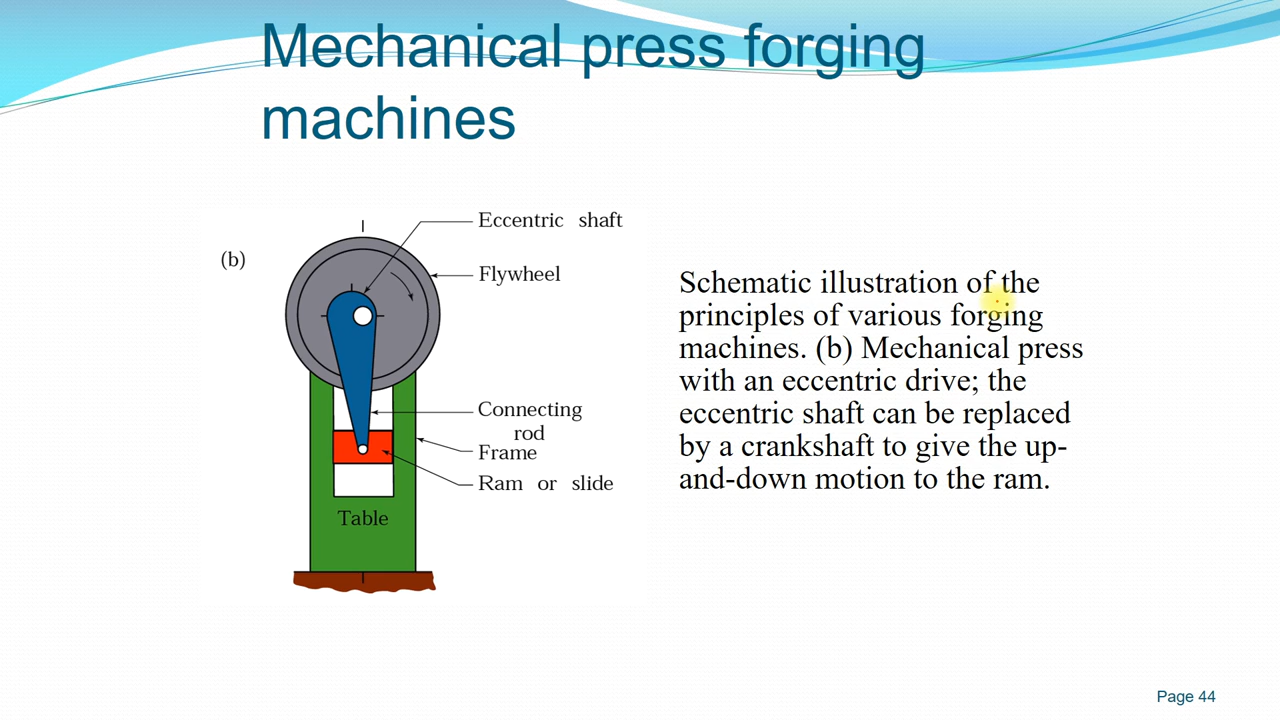 Mechanical press forging
machines
(b)
Eccentric shaft
Flywheel
Connecting
rod
Frame
Ram or slide
Table
Schematic illustration of the
principles of various forging
machines. (b) Mechanical press
with an eccentric drive; the
eccentric shaft can be replaced
by a crankshaft to give the up-
and-down motion to the ram.
Page 44